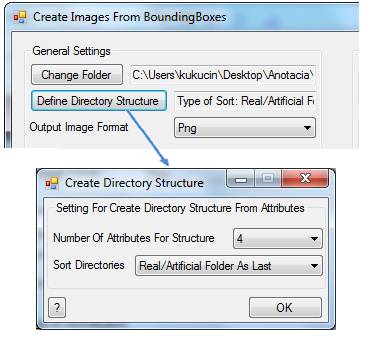 Create Images From BoundingBoxes
General Settings
Change Folder C:\Users\kukucin\Desktop\Anotacia\
Define Directory Structure Type of Sort: Real/Artificial
Output Image Format Png
Create Directory Structure
Setting For Create Directory Structure From Attributes
Number Of Attributes For Structure 4
Sort Directories Real/Artificial Folder As Last
? OK